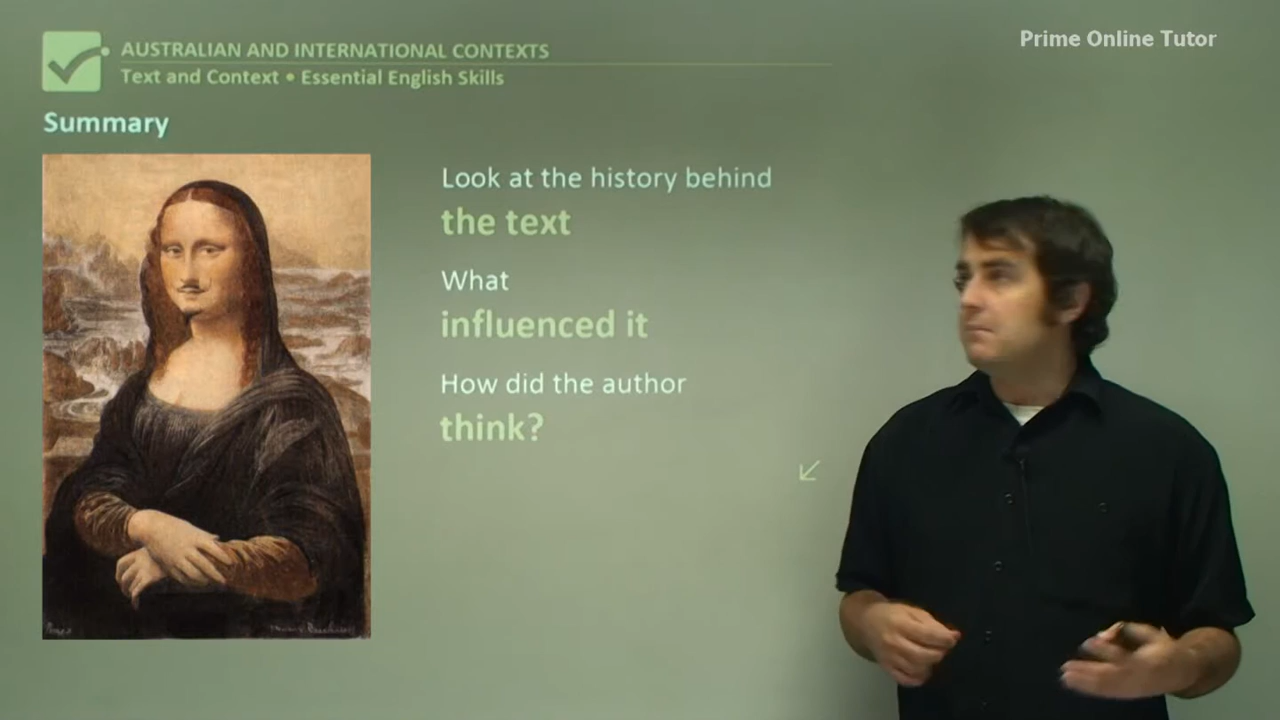 AUSTRALIAN AND INTERNATIONAL CONTEXTS
Text and Context • Essential English Skills
Prime Online Tutor
Summary
Look at the history behind
the text
What
influenced it
How did the author
think?